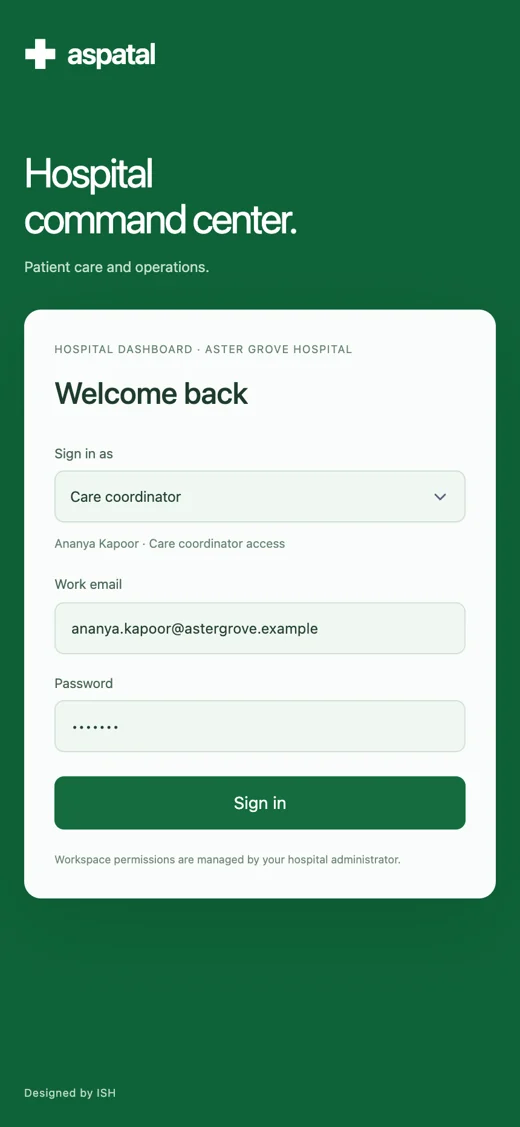 aspatal
Hospital
command center.
Patient care and operations.
HOSPITAL DASHBOARD · ASTER GROVE HOSPITAL
Welcome back
Sign in as
Care coordinator
Ananya Kapoor · Care coordinator access
Work email
ananya.kapoor@astergrove.example
Password
•••••••
Sign in
Workspace permissions are managed by your hospital administrator.
Designed by ISH